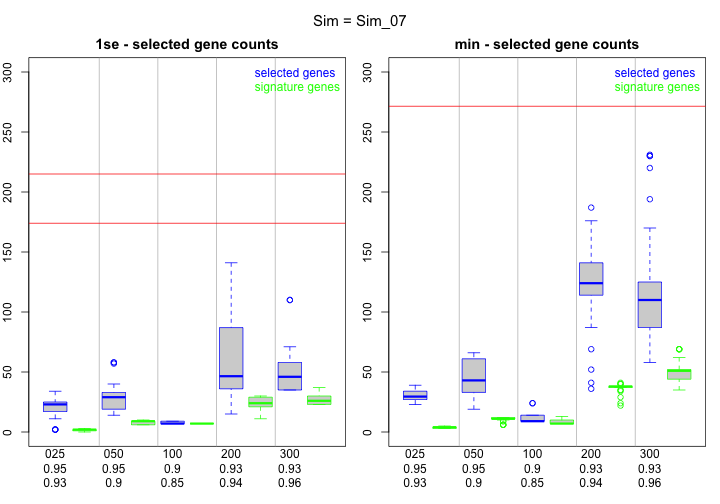 Sim = Sim_07
1se - selected gene counts
300
250
200
150
100
50
0
selected genes
signature genes
025 050 100 200 300
0.95 0.95 0.9 0.93 0.93
0.93 0.9 0.85 0.94 0.96
min - selected gene counts
300
250
200
150
100
50
0
selected genes
signature genes
025 050 100 200 300
0.95 0.95 0.9 0.93 0.93
0.93 0.9 0.85 0.94 0.96